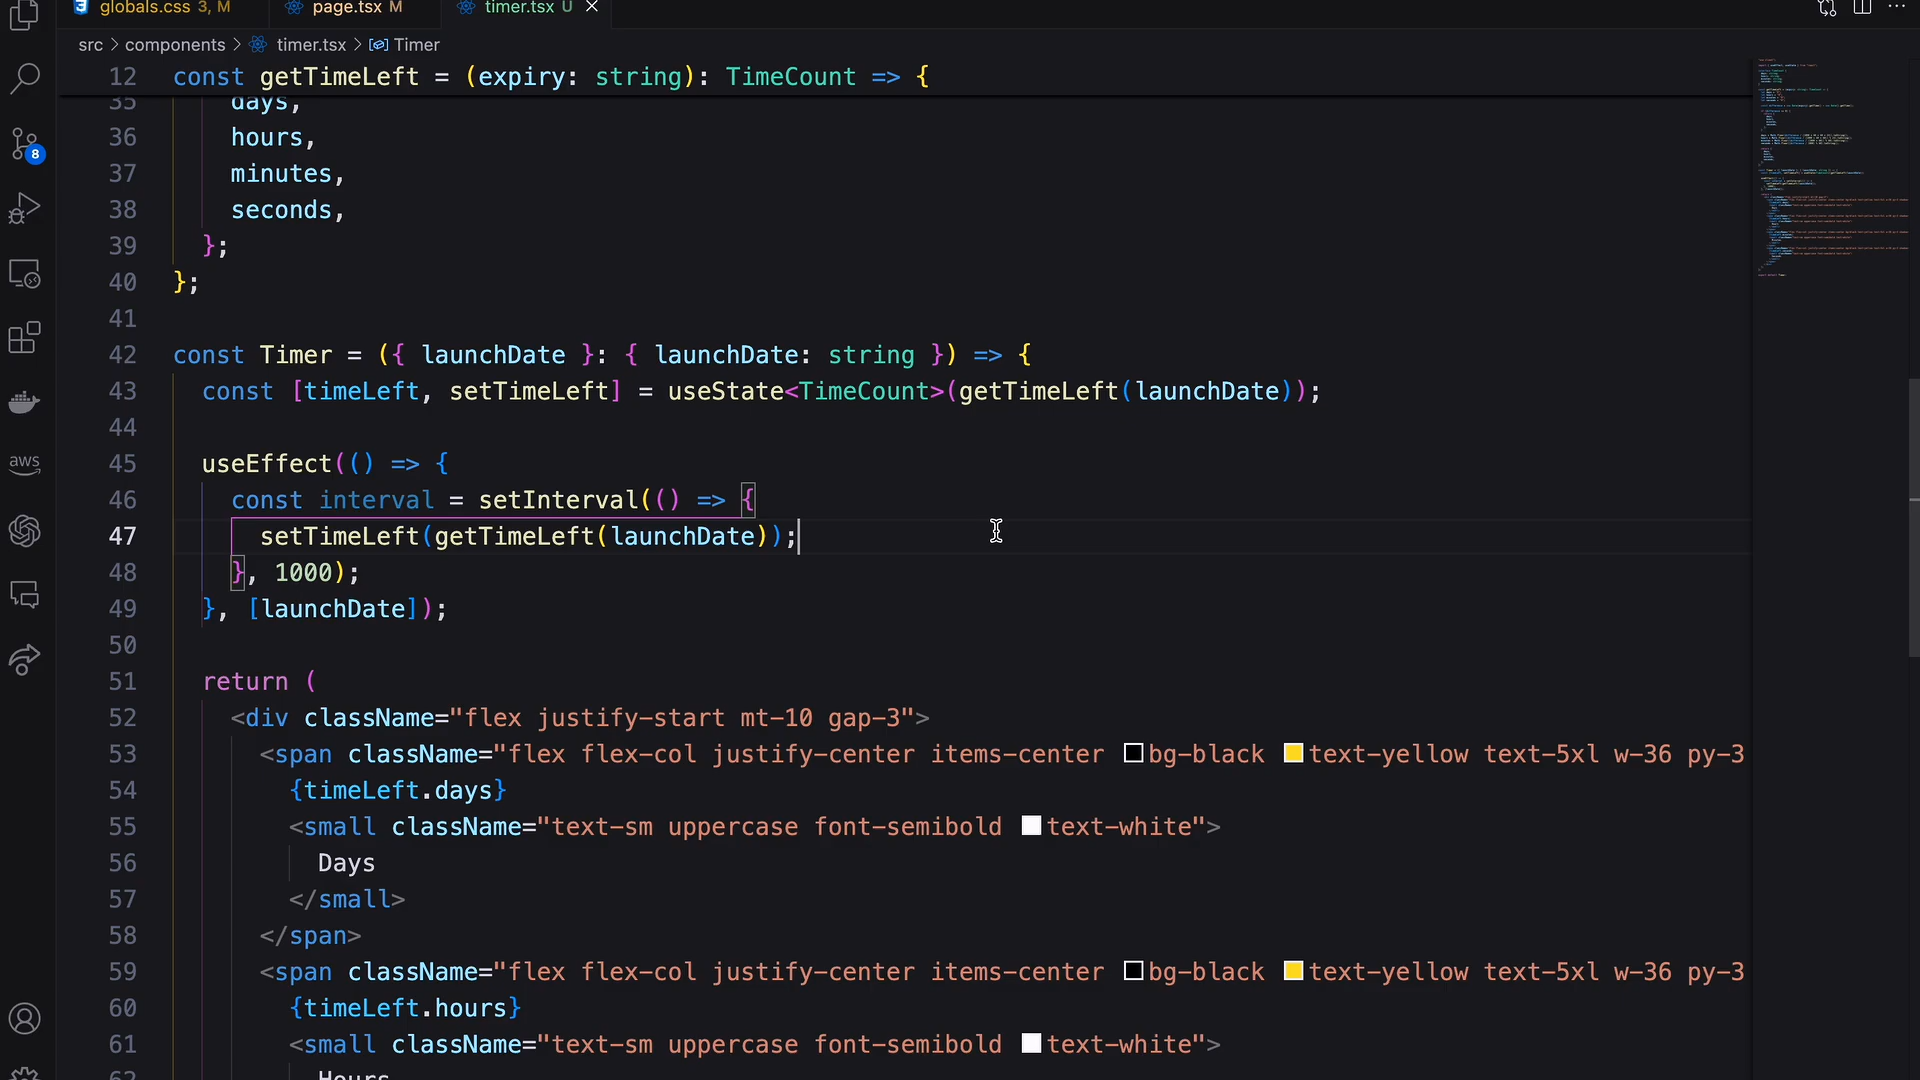 globals.css 3, M
page.tsx M
timer.tsx U
src > components > timer.tsx > Timer
12 const getTimeLeft = (expiry: string): TimeCount => {
35 days,
36 hours,
37 minutes,
38 seconds,
39 };
40 };
41
42 const Timer = ({ launchDate }: { launchDate: string }) => {
43 const [timeLeft, setTimeLeft] = useState<TimeCount>(getTimeLeft(launchDate));
44
45 useEffect(() => {
46 const interval = setInterval(() => {
47 setTimeLeft(getTimeLeft(launchDate));
48 }, 1000);
49 }, [launchDate]);
50
51 return (
52 <div className="flex justify-start mt-10 gap-3">
53 <span className="flex flex-col justify-center items-center bg-black text-yellow text-5xl w-36 py-3
54 {timeLeft.days}
55 <small className="text-sm uppercase font-semibold text-white">
56 Days
57 </small>
58 </span>
59 <span className="flex flex-col justify-center items-center bg-black text-yellow text-5xl w-36 py-3
60 {timeLeft.hours}
61 <small className="text-sm uppercase font-semibold text-white">
62 Hours
8
aws